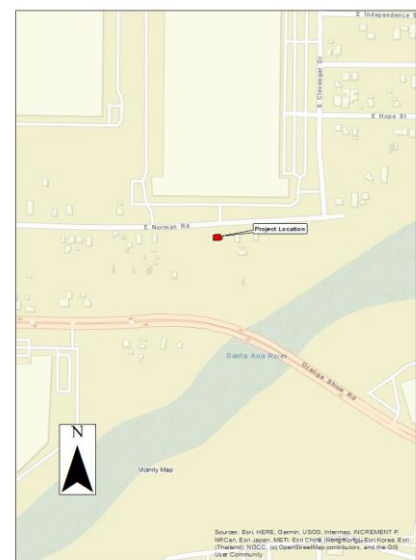 E Independence S
S Clevenger Dr
E Hope St
E Norman Rd
Project Location
Santa Ana River
Orange Show Rd
N
Vicinity Map
Sources: Esri, HERE, Garmin, USGS, Intermap, INCREMENT P,
NRCan, Esri Japan, METI, Esri China (Hong Kong), Esri Korea, Esri
(Thailand), NGCC, (c) OpenStreetMap contributors, and the GIS
User Community